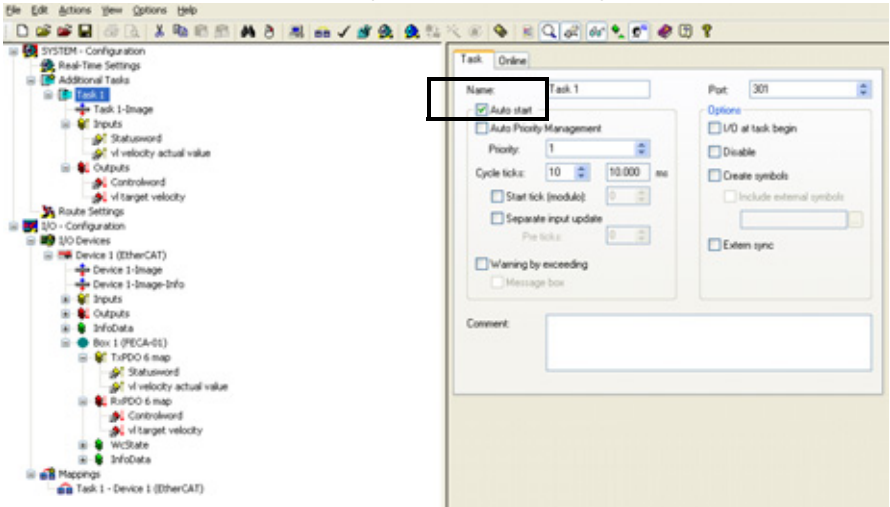 File Edit Actions View Options Help
SYSTEM - Configuration
Real-Time Settings
Additional Tasks
Task 1
Task 1-Image
Inputs
Statusword
vl velocity actual value
Outputs
Controlword
vl target velocity
Route Settings
I/O - Configuration
I/O Devices
Device 1 (EtherCAT)
Device 1-Image
Device 1-Image-Info
Inputs
Outputs
InfoData
Box 1 (FECA-01)
TxPDO 6 map
Statusword
vl velocity actual value
RxPDO 6 map
Controlword
vl target velocity
WcState
InfoData
Mappings
Task 1 - Device 1 (EtherCAT)
Task Online
Name: Task 1 Port: 301
Auto start
Options
Auto Priority Management
I/O at task begin
Priority: 1
Disable
Cycle ticks: 10 10.000 ms
Create symbols
Start tick (modulo): 0
Include external symbols
Separate input update
Pre ticks: 0
Extern sync
Warning by exceeding
Message box
Comment: